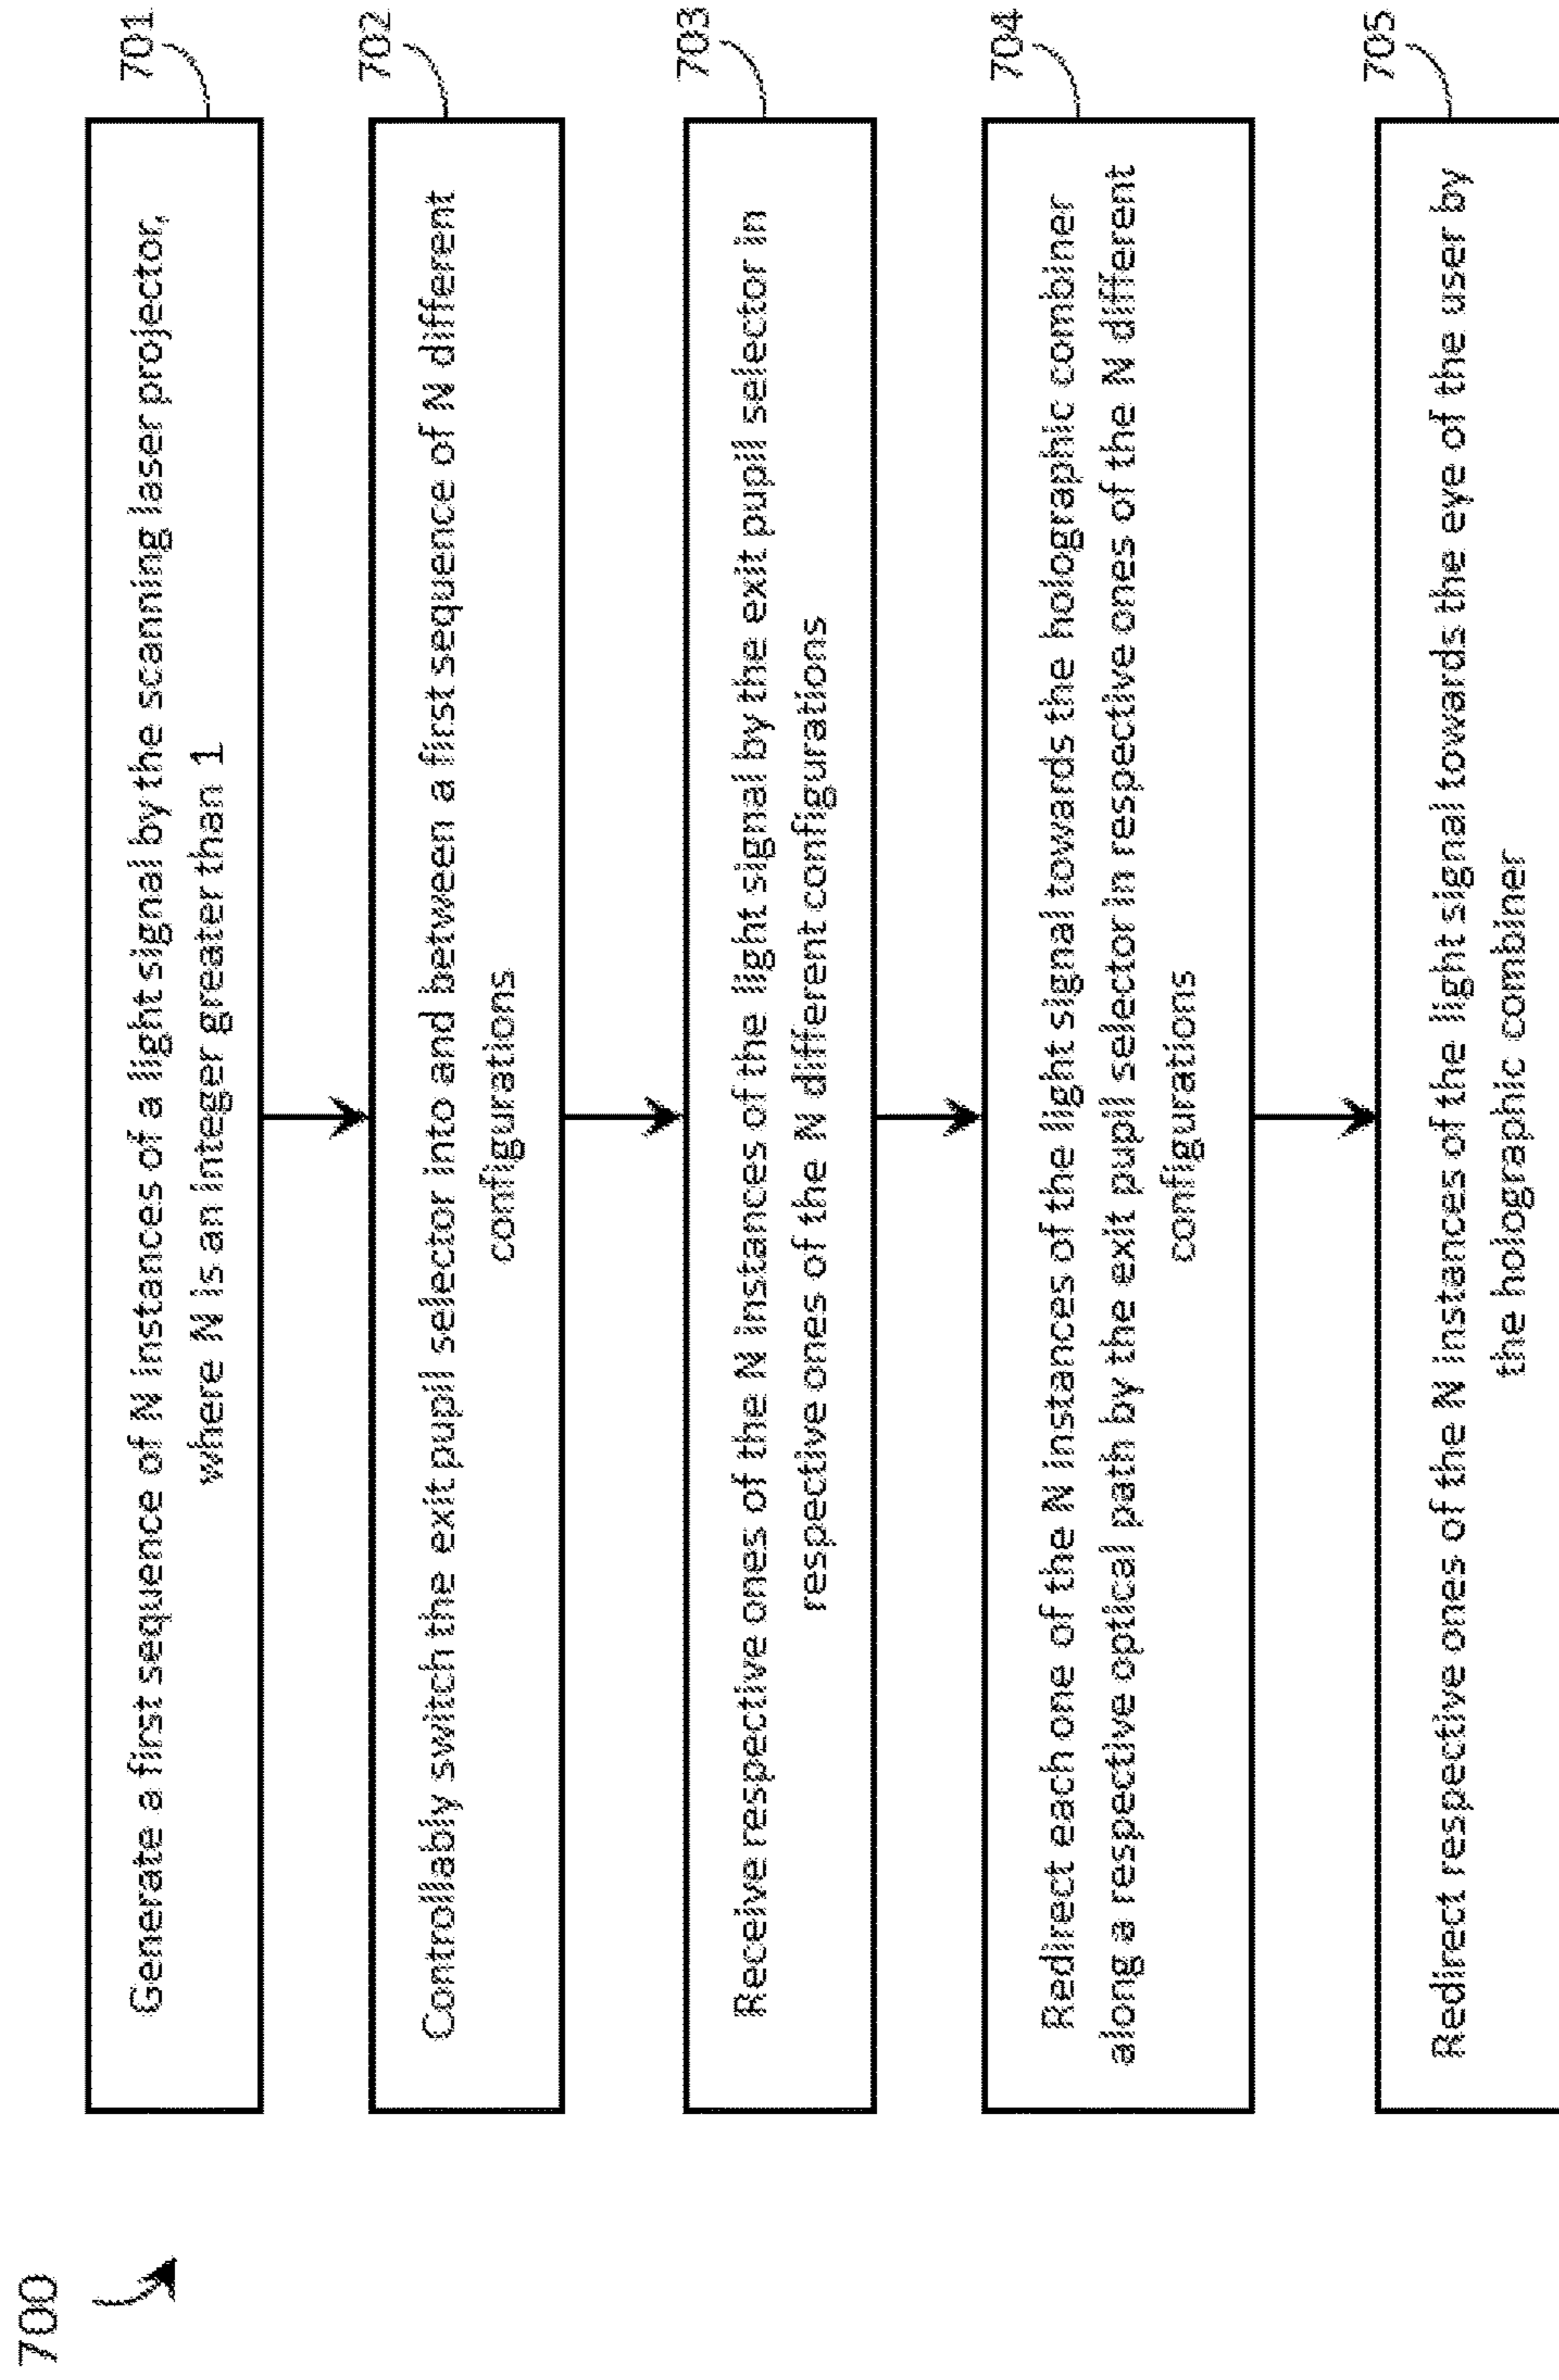 700
701
Generate a first sequence of N instances of a light signal by the scanning laser projector,
where N is an integer greater than 1
702
Controllably switch the exit pupil selector into and between a first sequence of N different
configurations
703
Receive respective ones of the N instances of the light signal by the exit pupil selector in
respective ones of the N different configurations
704
Redirect each one of the N instances of the light signal towards the holographic combiner
along a respective optical path by the exit pupil selector in respective ones of the N different
configurations
705
Redirect respective ones of the N instances of the light signal towards the eye of the user by
the holographic combiner